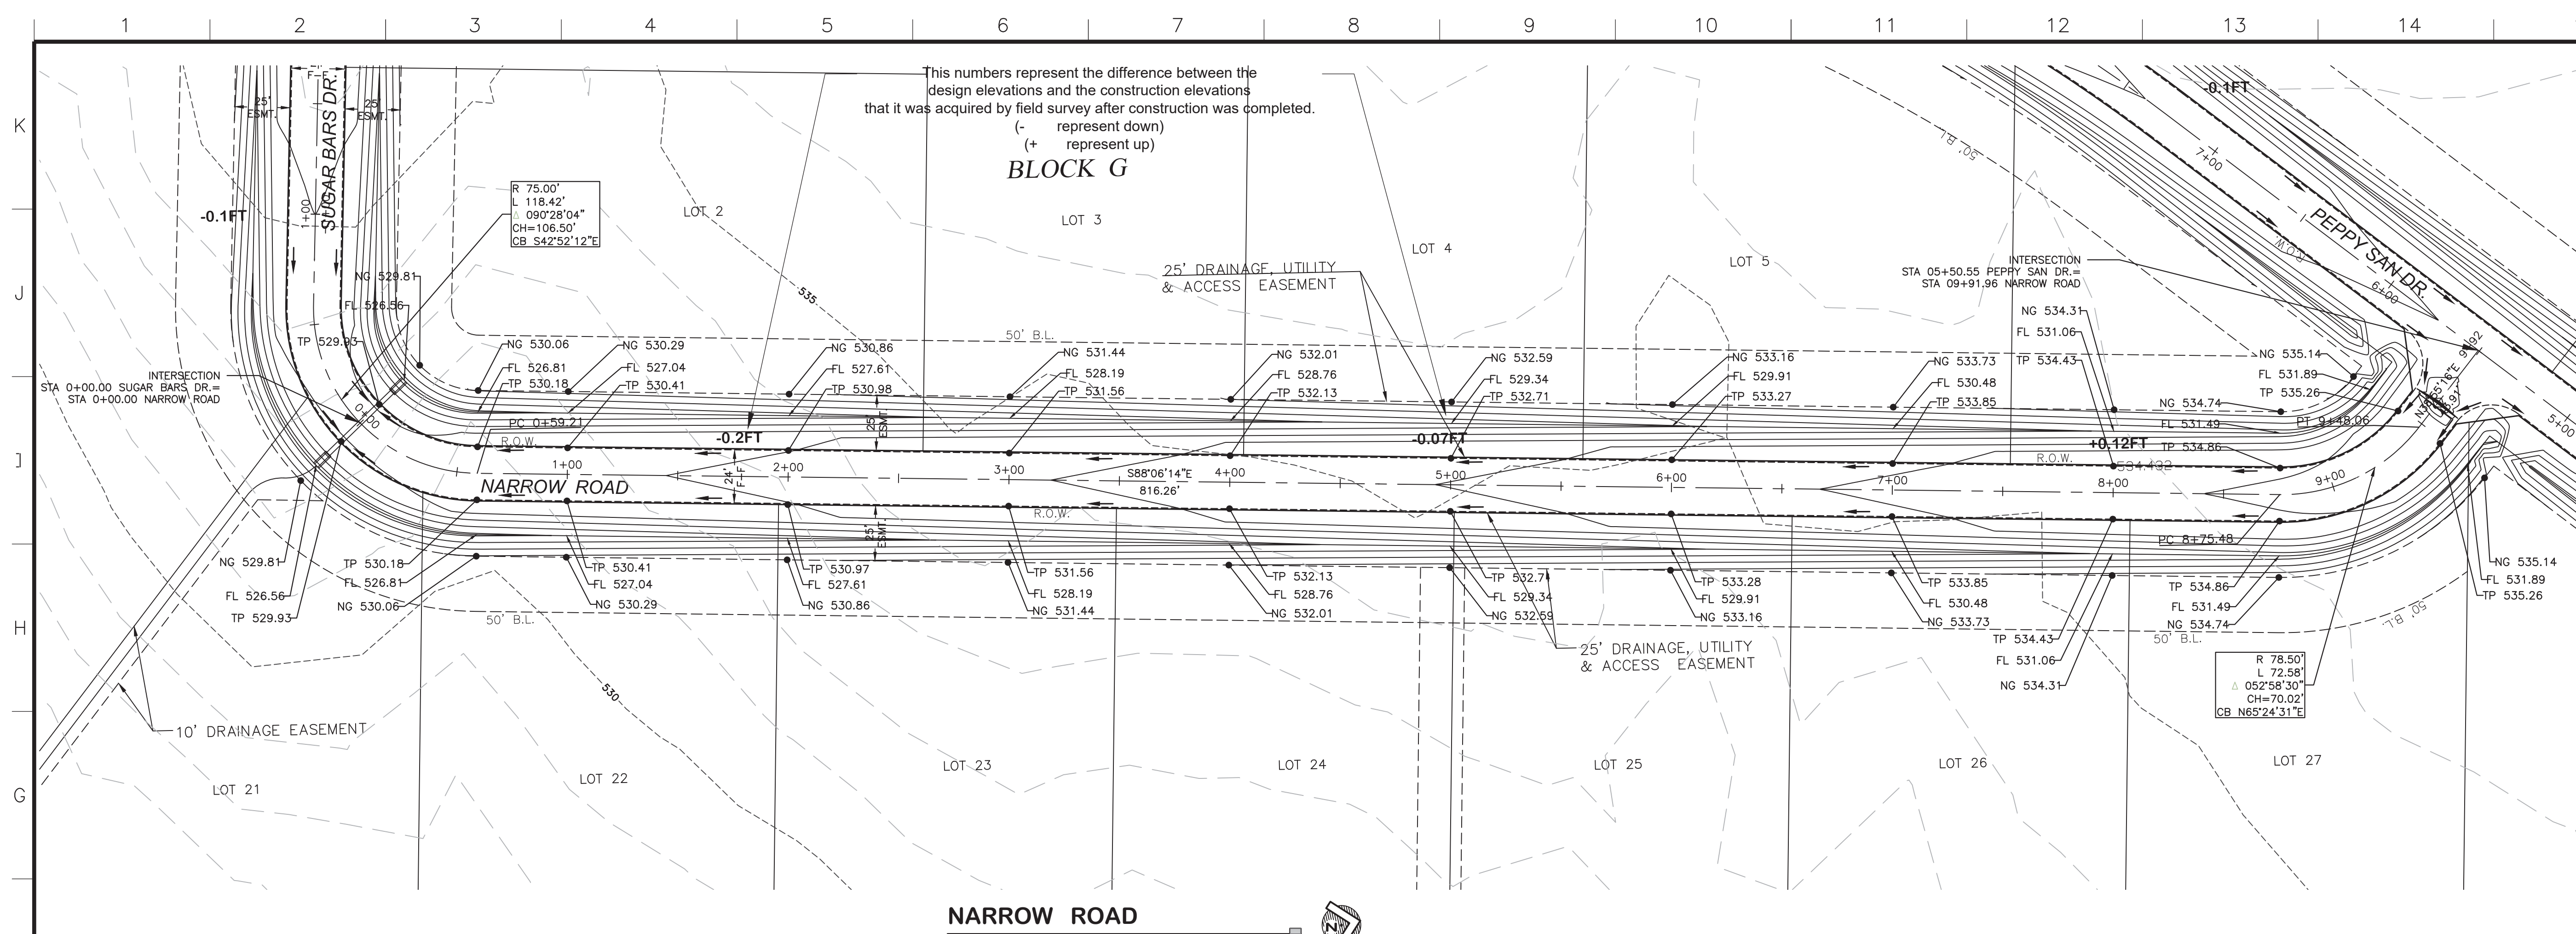 1 2 3 4 5 6 7 8 9 10 11 12 13 14
K
J
]
H
G
This numbers represent the difference between the
design elevations and the construction elevations
that it was acquired by field survey after construction was completed.
(- represent down)
(+ represent up)
BLOCK G
F-F
25'
ESMT.
25'
ESMT.
SUGAR BARS DR.
+00
-0.1FT
R 75.00'
L 118.42'
△ 090°28'04"
CH=106.50'
CB S42°52'12"E
LOT 2
LOT 3
LOT 4
LOT 5
50' B.L.
-0.1FT
7+00
R.O.W.
PEPPY SAN DR.
6+00
5+00
535
25' DRAINAGE, UTILITY
& ACCESS EASEMENT
INTERSECTION
STA 05+50.55 PEPPY SAN DR.=
STA 09+91.96 NARROW ROAD
NG 529.81
FL 526.56
TP 529.93
INTERSECTION
STA 0+00.00 SUGAR BARS DR.=
STA 0+00.00 NARROW ROAD
50' B.L.
NG 530.06
FL 526.81
TP 530.18
NG 530.29
FL 527.04
TP 530.41
NG 530.86
FL 527.61
TP 530.98
NG 531.44
FL 528.19
TP 531.56
NG 532.01
FL 528.76
TP 532.13
NG 532.59
FL 529.34
TP 532.71
NG 533.16
FL 529.91
TP 533.27
NG 533.73
FL 530.48
TP 533.85
NG 534.31
FL 531.06
TP 534.43
NG 534.74
FL 531.49
TP 534.86
NG 535.14
FL 531.89
TP 535.26
9+92
PC 0+59.21
R.O.W.
-0.2FT
25'
ESMT.
-0.07FT
+0.12FT
R.O.W.
PT 9+48.06
0+00
1+00
2+00
3+00
4+00
5+00
6+00
7+00
8+00
9+00
24'
F-F
S88°06'14"E
816.26'
NARROW ROAD
R.O.W.
25'
ESMT.
PC 8+75.48
NG 529.81
FL 526.56
TP 529.93
TP 530.18
FL 526.81
NG 530.06
TP 530.41
FL 527.04
NG 530.29
TP 530.97
FL 527.61
NG 530.86
TP 531.56
FL 528.19
NG 531.44
TP 532.13
FL 528.76
NG 532.01
TP 532.71
FL 529.34
NG 532.59
TP 533.28
FL 529.91
NG 533.16
TP 533.85
FL 530.48
NG 533.73
TP 534.43
FL 531.06
NG 534.31
TP 534.86
FL 531.49
NG 534.74
NG 535.14
FL 531.89
TP 535.26
50' B.L.
50' B.L.
50' B.L.
25' DRAINAGE, UTILITY
& ACCESS EASEMENT
530
10' DRAINAGE EASEMENT
R 78.50'
L 72.58'
△ 052°58'30"
CH=70.02'
CB N65°24'31"E
LOT 21
LOT 22
LOT 23
LOT 24
LOT 25
LOT 26
LOT 27
NARROW ROAD
N